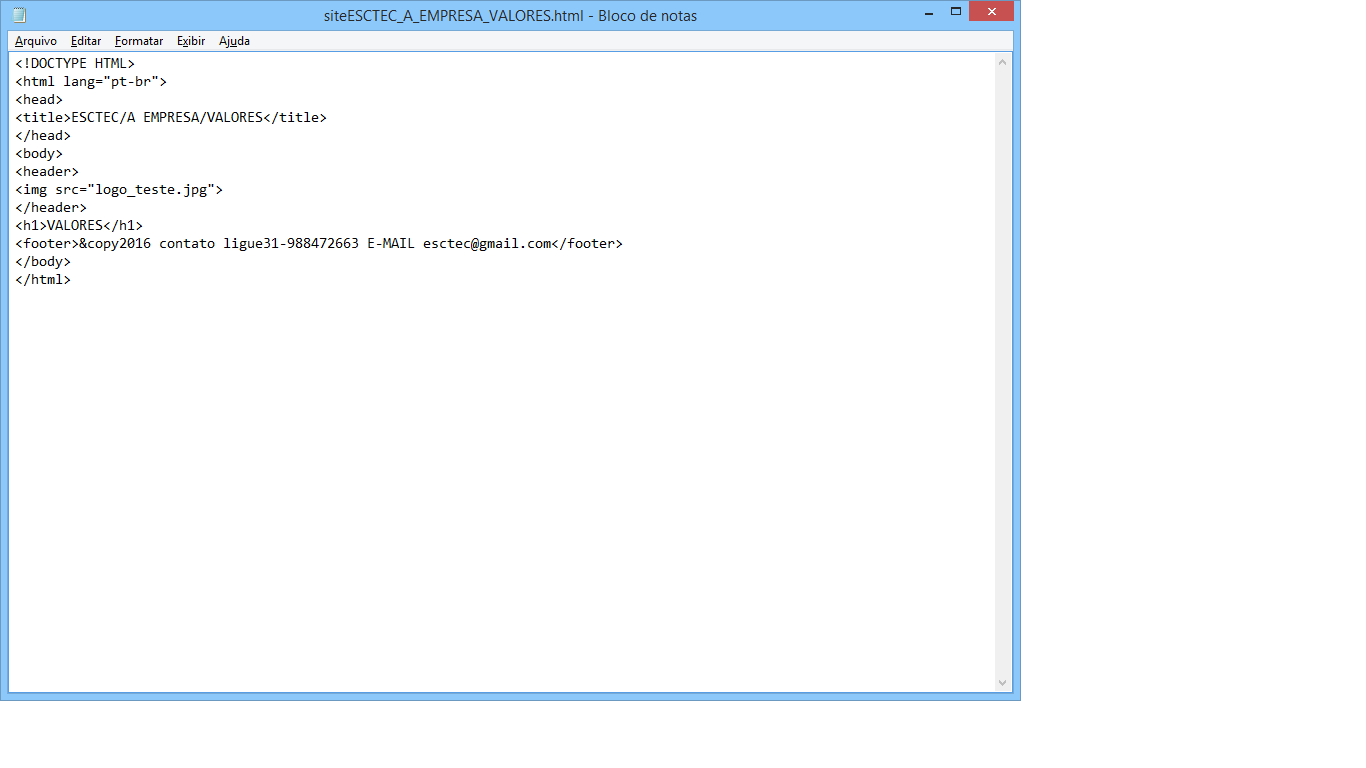 siteESCTEC_A_EMPRESA_VALORES.html - Bloco de notas
Arquivo Editar Formatar Exibir Ajuda
<!DOCTYPE HTML>
<html lang="pt-br">
<head>
<title>ESCTEC/A EMPRESA/VALORES</title>
</head>
<body>
<header>
<img src="logo_teste.jpg">
</header>
<h1>VALORES</h1>
<footer>&copy2016 contato ligue31-988472663 E-MAIL esctec@gmail.com</footer>
</body>
</html>